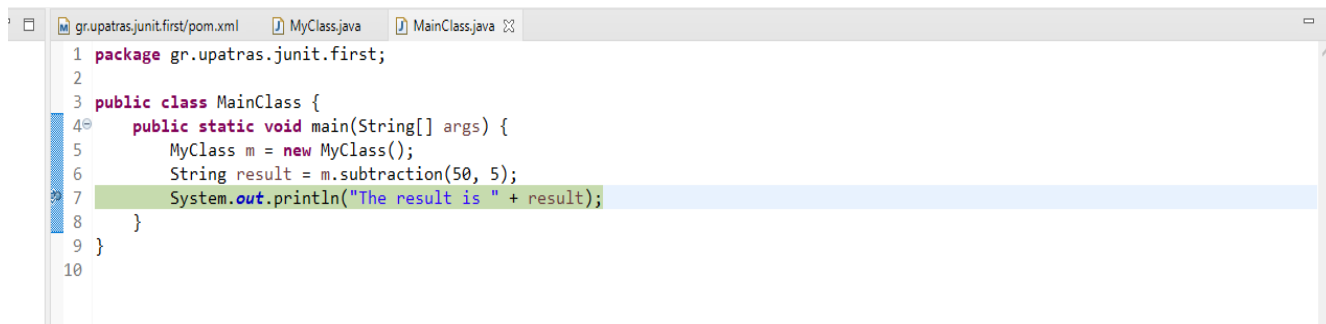 gr.upatras.junit.first/pom.xml MyClass.java MainClass.java
1 package gr.upatras.junit.first;
2
3 public class MainClass {
4 public static void main(String[] args) {
5 MyClass m = new MyClass();
6 String result = m.subtraction(50, 5);
7 System.out.println("The result is " + result);
8 }
9 }
10